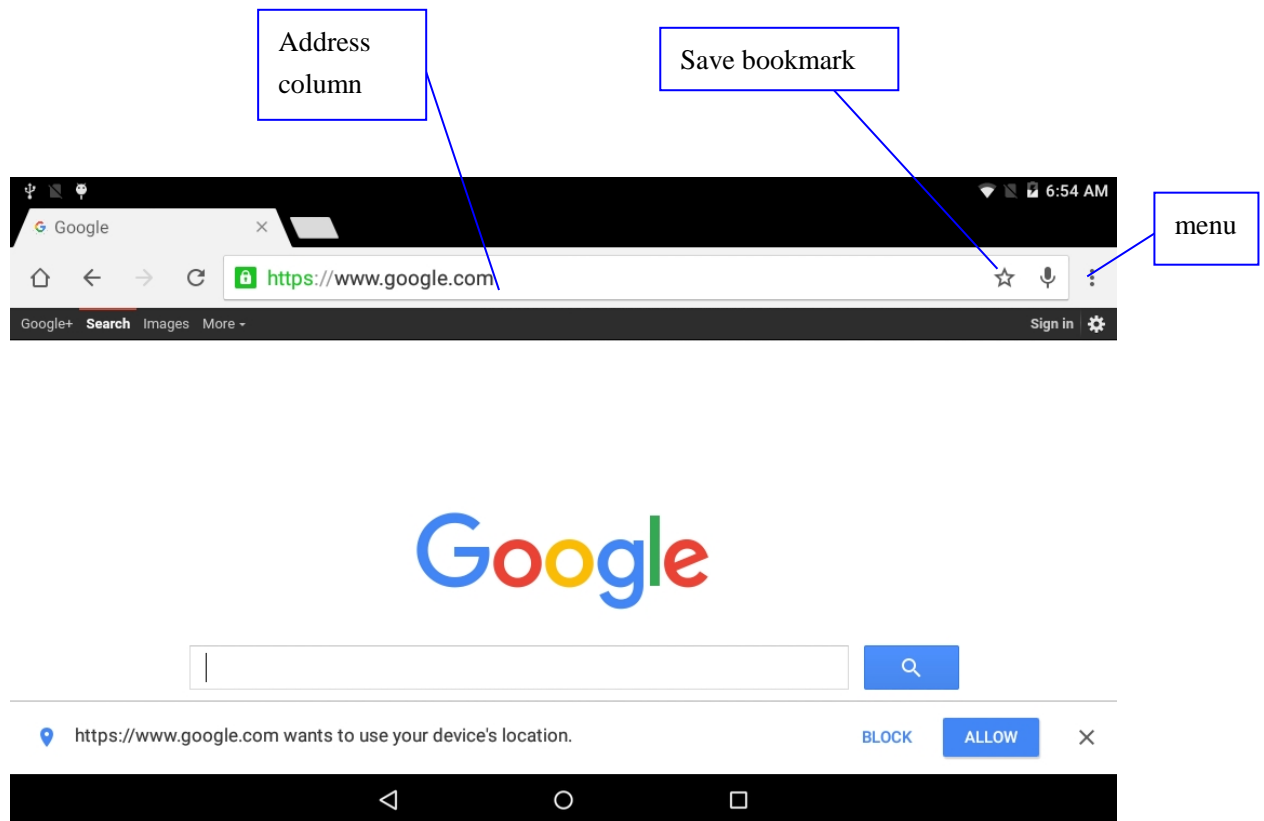 Address
column
Save bookmark
6:54 AM
Google
menu
https://www.google.com
Google+ Search Images More
Sign in
Google
https://www.google.com wants to use your device's location.
BLOCK ALLOW